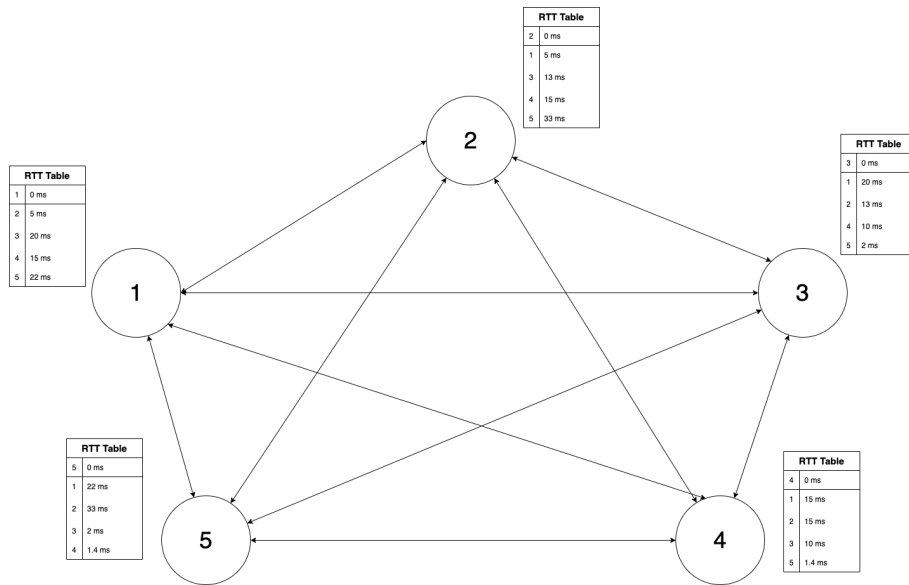 RTT Table
2 0 ms
1 5 ms
3 13 ms
4 15 ms
5 33 ms
2
RTT Table
3 0 ms
1 20 ms
2 13 ms
4 10 ms
5 2 ms
RTT Table
1 0 ms
2 5 ms
3 20 ms
4 15 ms
5 22 ms
1
3
RTT Table
5 0 ms
1 22 ms
2 33 ms
3 2 ms
4 1.4 ms
5
4
RTT Table
4 0 ms
1 15 ms
2 15 ms
3 10 ms
5 1.4 ms